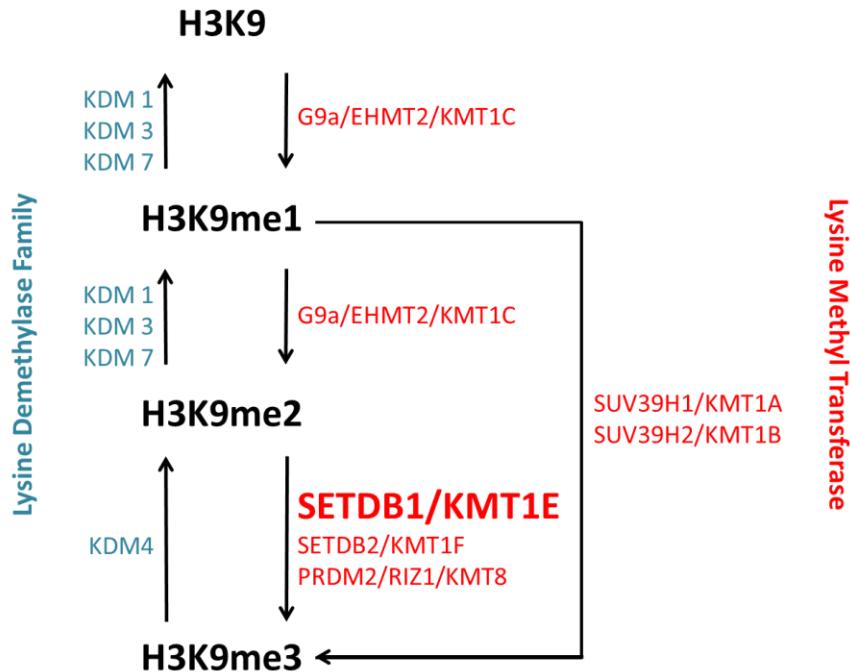 H3K9
KDM 1
KDM 3
KDM 7
G9a/EHMT2/KMT1C
H3K9me1
KDM 1
KDM 3
KDM 7
G9a/EHMT2/KMT1C
H3K9me2
SUV39H1/KMT1A
SUV39H2/KMT1B
KDM4
SETDB1/KMT1E
SETDB2/KMT1F
PRDM2/RIZ1/KMT8
H3K9me3
Lysine Demethylase Family
Lysine Methyl Transferase